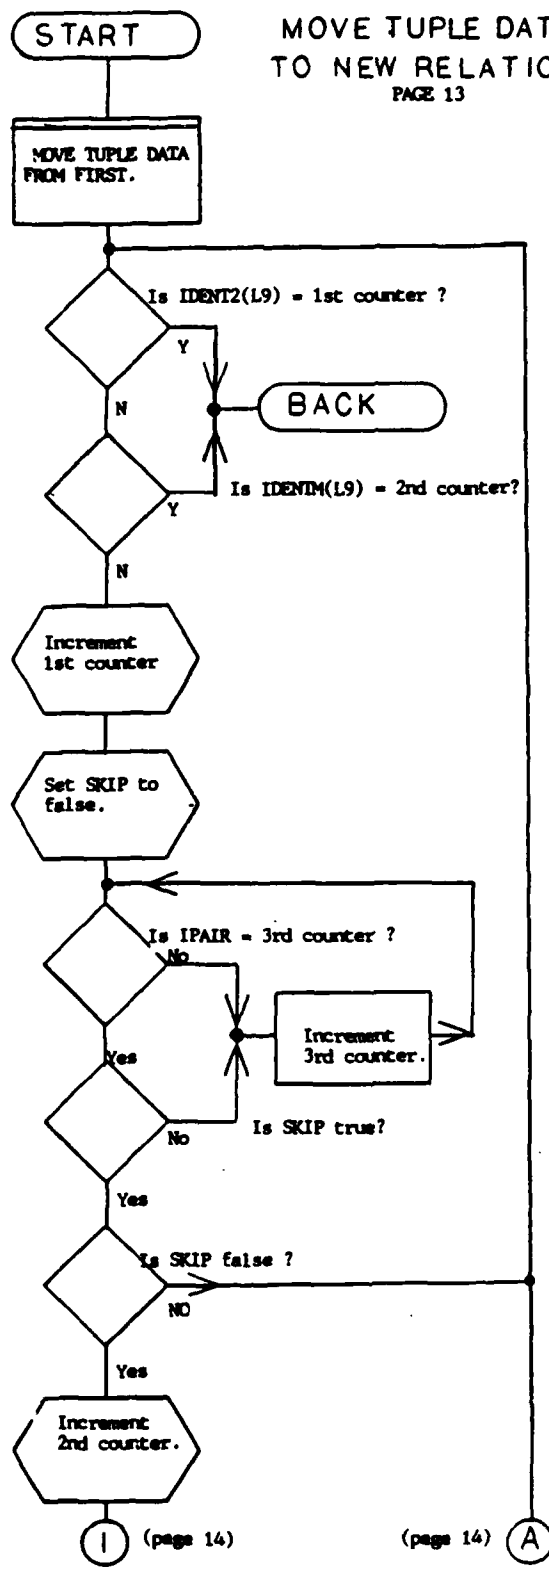 START
MOVE TUPLE DAT
TO NEW RELATIO
PAGE 13
MOVE TUPLE DATA
FROM FIRST.
Is IDENT2(L9) = 1st counter ?
Y
N
BACK
Is IDENTM(L9) = 2nd counter?
Y
N
Increment
1st counter
Set SKIP to
false.
Is IPAIR = 3rd counter ?
No
Increment
3rd counter.
Yes
Is SKIP true?
No
Yes
Is SKIP false ?
NO
Yes
Increment
2nd counter.
1 (page 14)
(page 14) A